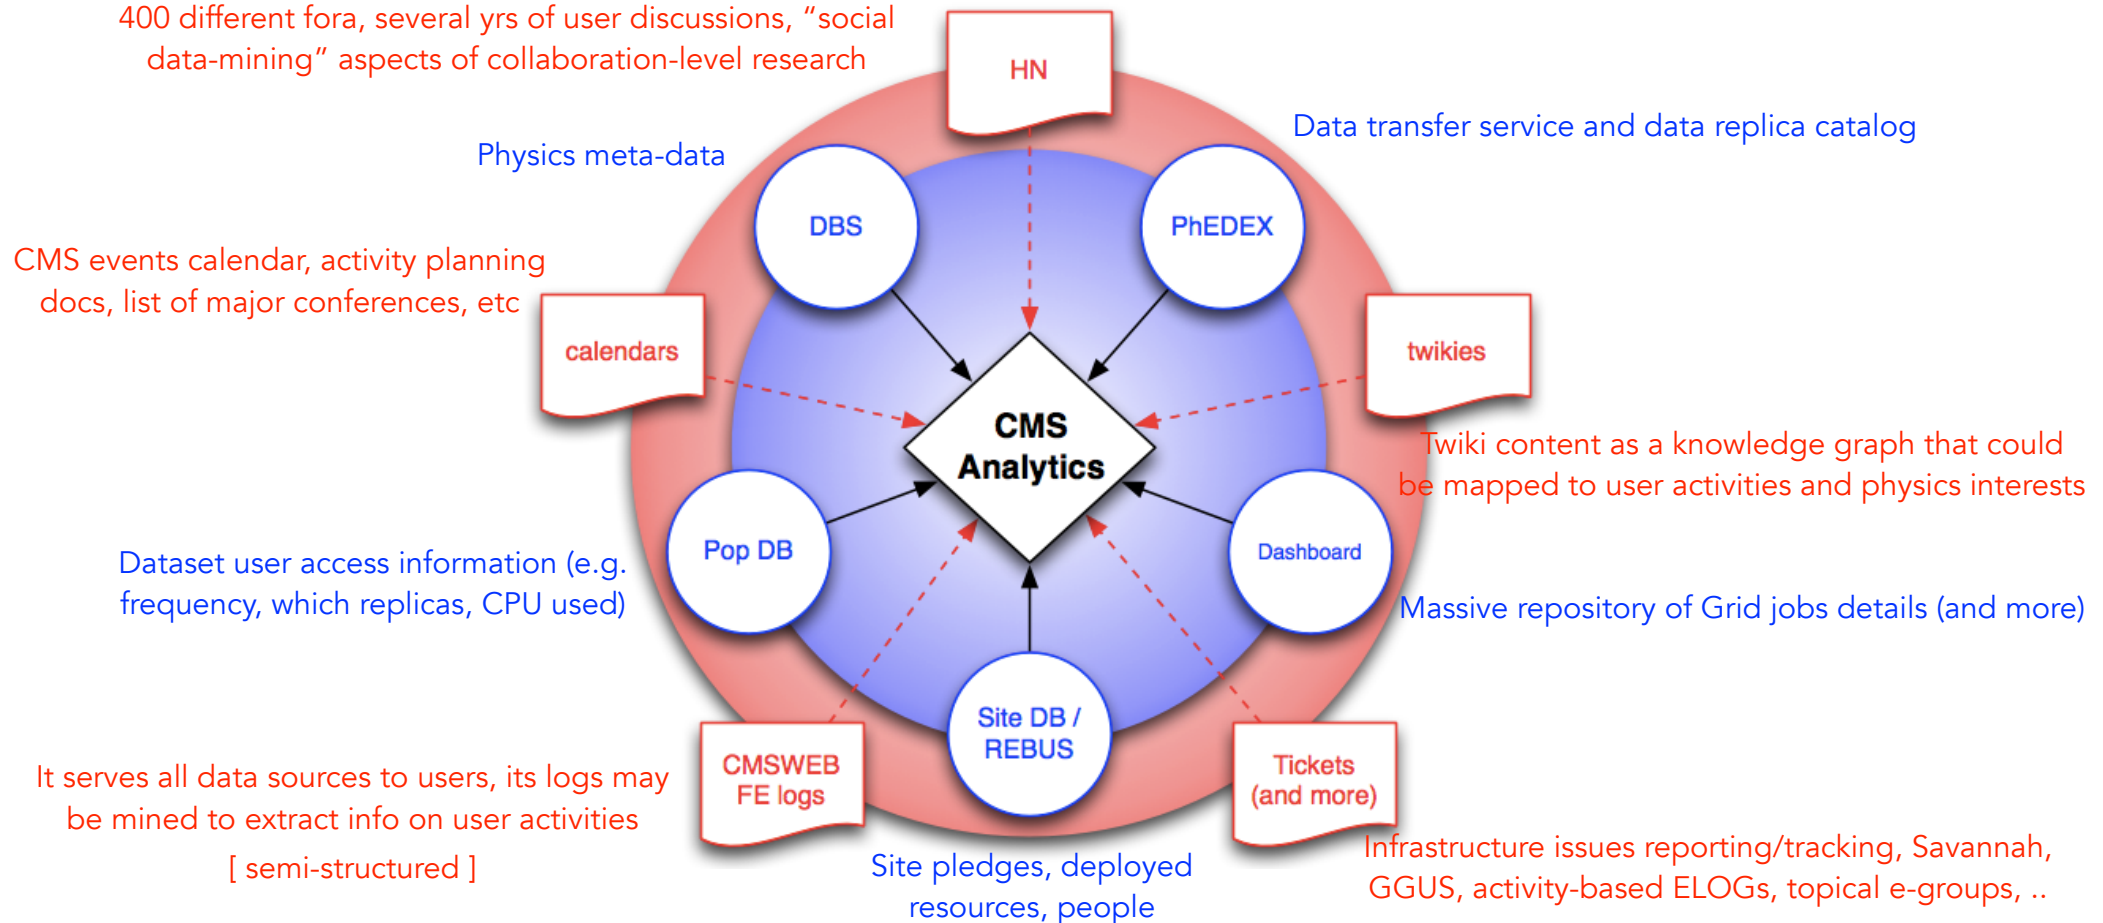 400 different fora, several yrs of user discussions, “social
data-mining” aspects of collaboration-level research
HN
Data transfer service and data replica catalog
Physics meta-data
DBS
PhEDEX
CMS events calendar, activity planning
docs, list of major conferences, etc
calendars
twikies
CMS
Analytics
Twiki content as a knowledge graph that could
be mapped to user activities and physics interests
Pop DB
Dashboard
Dataset user access information (e.g.
frequency, which replicas, CPU used)
Massive repository of Grid jobs details (and more)
Site DB /
REBUS
CMSWEB
FE logs
Tickets
(and more)
It serves all data sources to users, its logs may
be mined to extract info on user activities
[ semi-structured ]
Site pledges, deployed
resources, people
Infrastructure issues reporting/tracking, Savannah,
GGUS, activity-based ELOGs, topical e-groups, ..